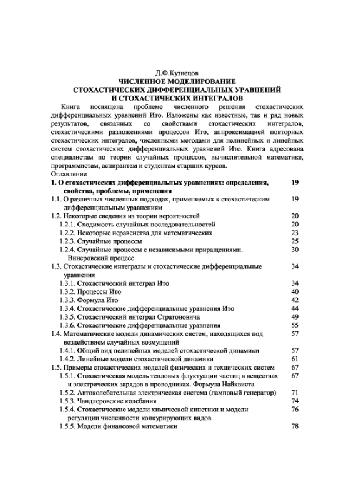 Д.Ф.Кузнецов
ЧИСЛЕННОЕ МОДЕЛИРОВАНИЕ
СТОХАСТИЧЕСКИХ ДИФФЕРЕНЦИАЛЬНЫХ УРАВНЕНИЙ
И СТОХАСТИЧЕСКИХ ИНТЕГРАЛОВ
Книга посвящена проблеме численного решения стохастических
дифференциальных уравнений Ито. Изложены как известные, так и ряд новых
результатов, связанных со свойствами стохастических интегралов,
стохастическими разложениями процессов Ито, аппроксимацией повторных
стохастических интегралов, численными методами для нелинейных и линейных
систем стохастических дифференциальных уравнений Ито. Книга адресована
специалистам по теории случайных процессов, вычислительной математике,
программистам, аспирантам и студентам старших курсов.
Оглавление
1. О стохастических дифференциальных уравнениях: определения, 19
свойства, проблемы, применения
1.1. О различных численных подходах, применяемых к стохастическим 19
дифференциальным уравнениям
1.2. Некоторые сведения из теории вероятностей 20
1.2.1. Сходимость случайных последовательностей 20
1.2.2. Некоторые неравенства для математических 23
1.2.3. Случайные процессы 25
1.2.4. Случайные процессы с независимыми приращениями. 30
Винеровский процесс
1.3. Стохастические интегралы и стохастические дифференциальные 34
уравнения
1.3.1. Стохастический интеграл Ито 34
1.3.2. Процессы Ито 40
1.3.3. Формула Ито 42
1.3.4. Стохастические дифференциальные уравнения Ито 44
1.3.5. Стохастический интеграл Стратоновича 49
1.3.6. Стохастические дифференциальные уравнения 55
1.4. Математические модели динамических систем, находящихся под 57
воздействием случайных возмущений
1.4.1. Общий вид нелинейных моделей стохастической динамики 57
1.4.2. Линейные модели стохастической динамики 61
1.5. Примеры стохастических моделей физических и технических систем 67
1.5.1. Стохастическая модель тепловых флуктуаций частиц в веществах 67
и электрических зарядов в проводниках. Формула Найквиста
1.5.2. Автоколебательная электрическая система (ламповый генератор) 71
1.5.3. Чандлеровские колебания 74
1.5.4. Стохастические модели химической кинетики и модели 76
регуляции численности конкурирующих видов
1.5.5. Модели финансовой математики 78